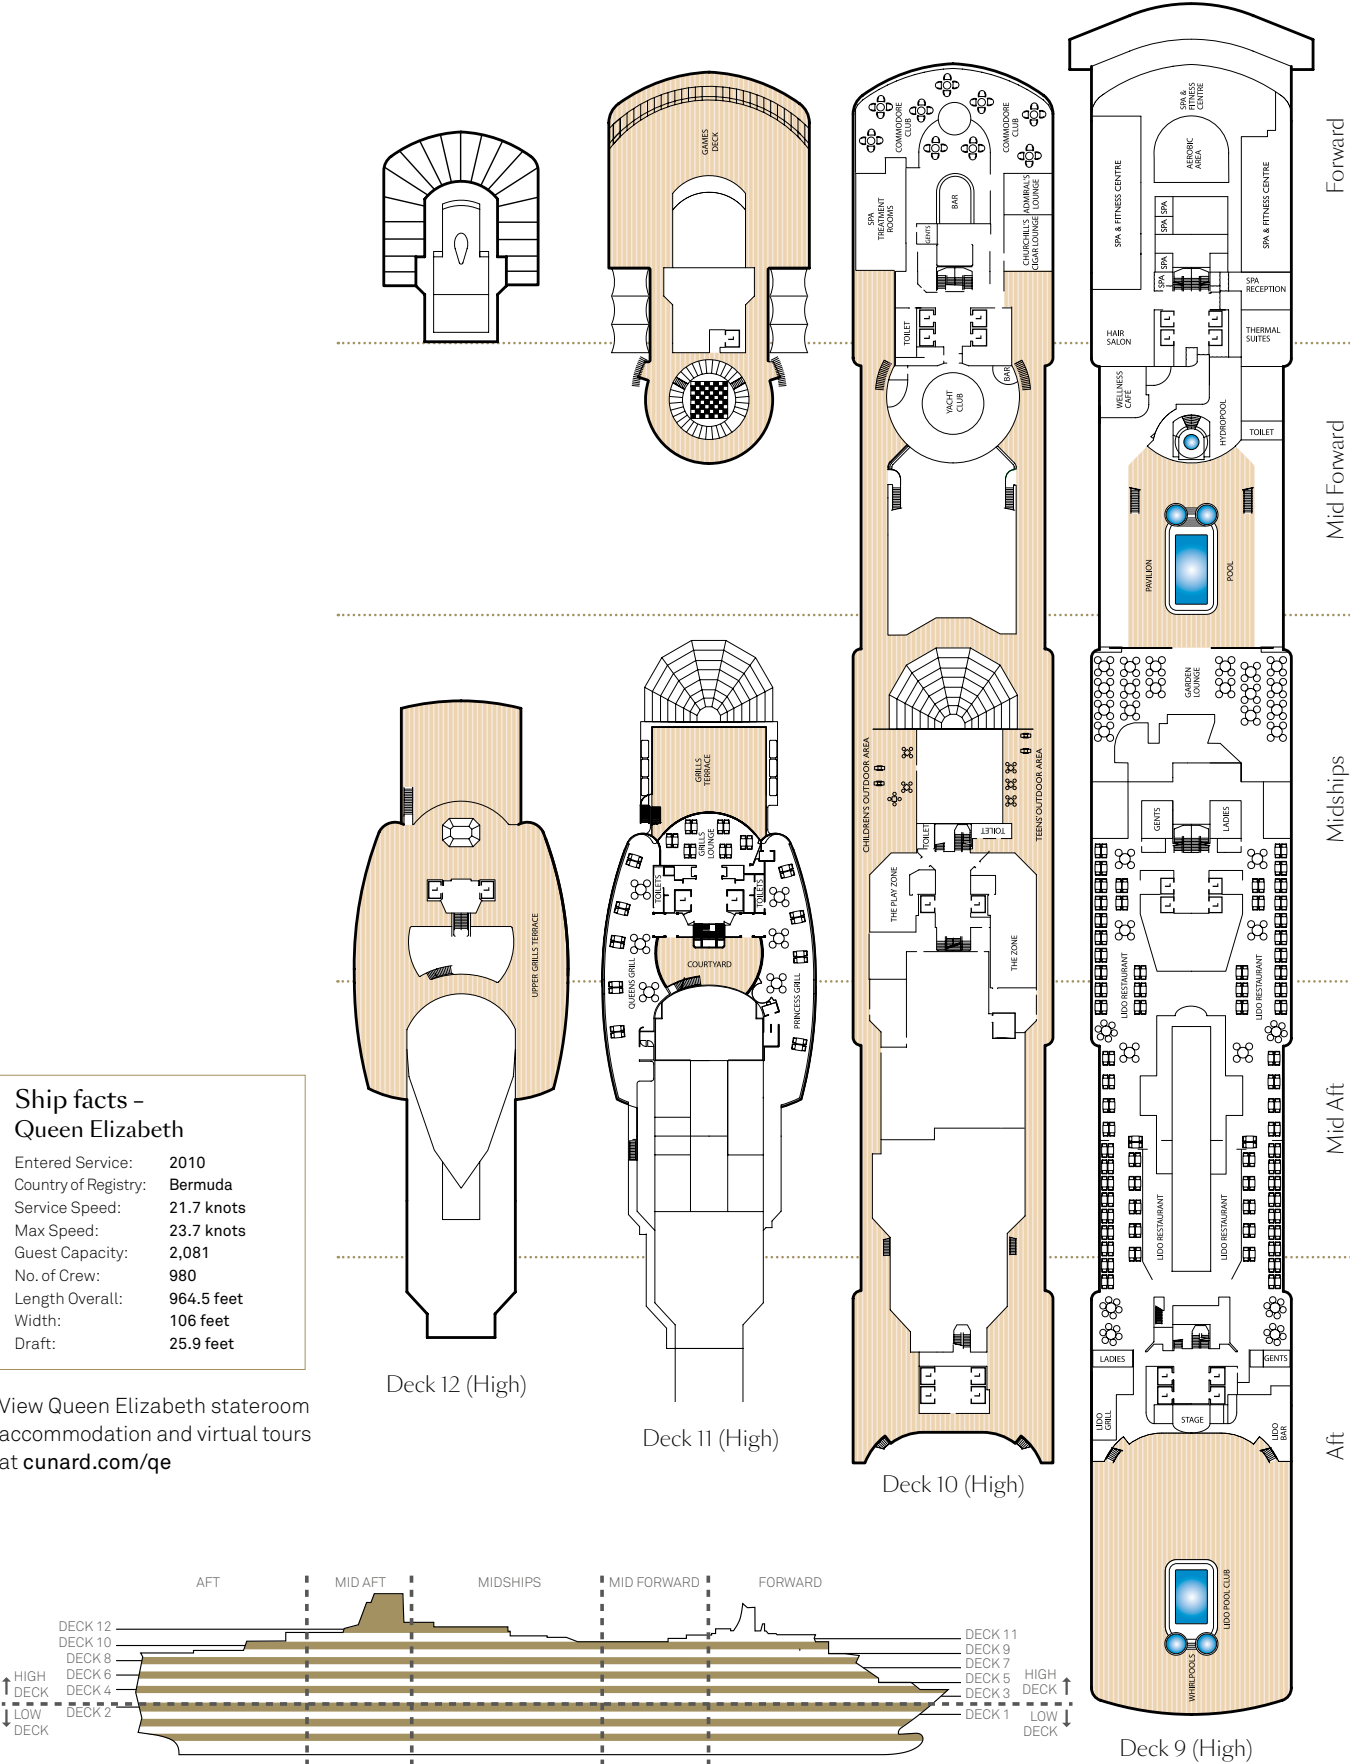 GAMES
DECK
Deck 12 (High)
UPPER GRILLS TERRACE
L
L
L
GRILLS
TERRACE
GRILLS
LOUNGE
TOILETS
TOILETS
L
L
COURTYARD
QUEENS GRILL
PRINCESS GRILL
Deck 11 (High)
COMMODORE
CLUB
COMMODORE
CLUB
SPA
TREATMENT
ROOMS
BAR
GENTS
ADMIRAL'S
LOUNGE
CHURCHILL'S
CIGAR LOUNGE
TOILET
L
L
L
L
BAR
YACHT
CLUB
CHILDREN'S OUTDOOR AREA
TEENS'OUTDOOR AREA
TOILET
TOILET
THE PLAY ZONE
L
L
THE ZONE
L
L
L
L
Deck 10 (High)
SPA &
FITNESS
CENTRE
AEROBIC
AREA
SPA & FITNESS CENTRE
SPA & FITNESS CENTRE
SPA
SPA
SPA
SPA
SPA
RECEPTION
HAIR
SALON
L
L
L
L
THERMAL
SUITES
WELLNESS
CAFÉ
HYDROPOOL
TOILET
PAVILION
POOL
GARDEN
LOUNGE
GENTS
LADIES
L
L
L
L
LIDO RESTAURANT
LIDO RESTAURANT
LIDO RESTAURANT
LIDO RESTAURANT
LADIES
GENTS
L
L
L
L
LIDO
GRILL
STAGE
LIDO
BAR
LIDO POOL CLUB
WHIRLPOOLS
Deck 9 (High)
Forward
Mid Forward
Midships
Mid Aft
Aft
Ship facts –
Queen Elizabeth
Entered Service: 2010
Country of Registry: Bermuda
Service Speed: 21.7 knots
Max Speed: 23.7 knots
Guest Capacity: 2,081
No. of Crew: 980
Length Overall: 964.5 feet
Width: 106 feet
Draft: 25.9 feet
View Queen Elizabeth stateroom
accommodation and virtual tours
at cunard.com/qe
AFT MID AFT MIDSHIPS MID FORWARD FORWARD
DECK 12
DECK 10
DECK 8
DECK 6
DECK 4
DECK 2
HIGH
DECK
LOW
DECK
DECK 11
DECK 9
DECK 7
DECK 5
DECK 3
DECK 1
HIGH
DECK
LOW
DECK